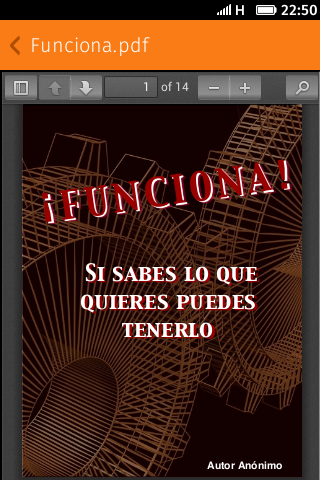 H 22:50
Funciona.pdf
1 of 14
¡FUNCIONA!
SI SABES LO QUE
QUIERES PUEDES
TENERLO
Autor Anónimo